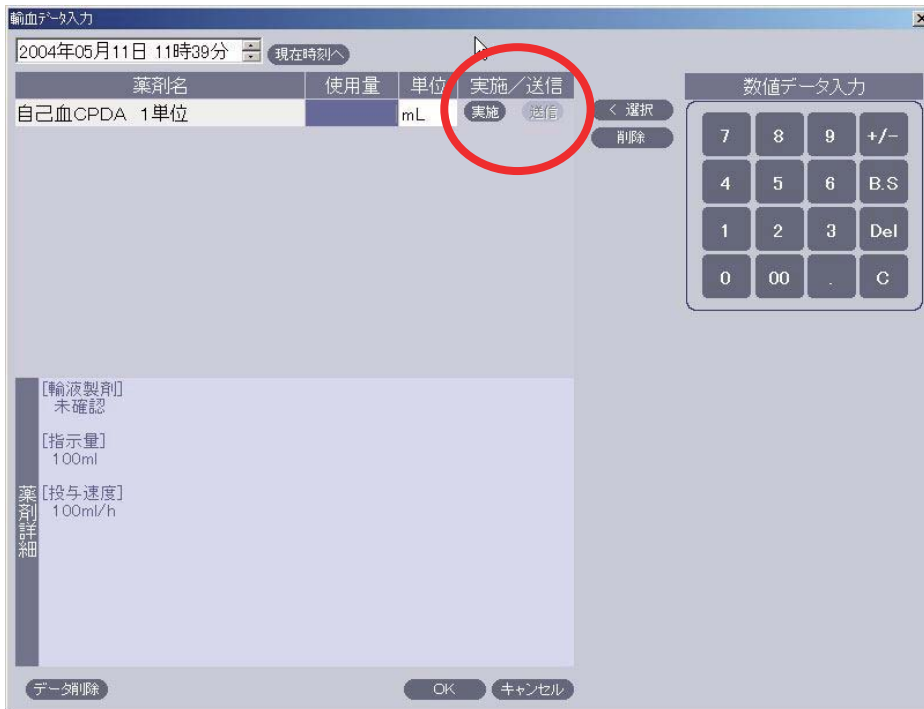 輸血ﾃﾞｰﾀ入力
2004年05月11日 11時39分 現在時刻へ
薬剤名 使用量 単位 実施／送信
自己血CPDA 1単位 mL 実施 送信
< 選択
削除
数値データ入力
7 8 9 +/-
4 5 6 B.S
1 2 3 Del
0 00 . C
薬剤詳細
[輸液製剤]
未確認
[指示量]
100ml
[投与速度]
100ml/h
データ削除 OK キャンセル